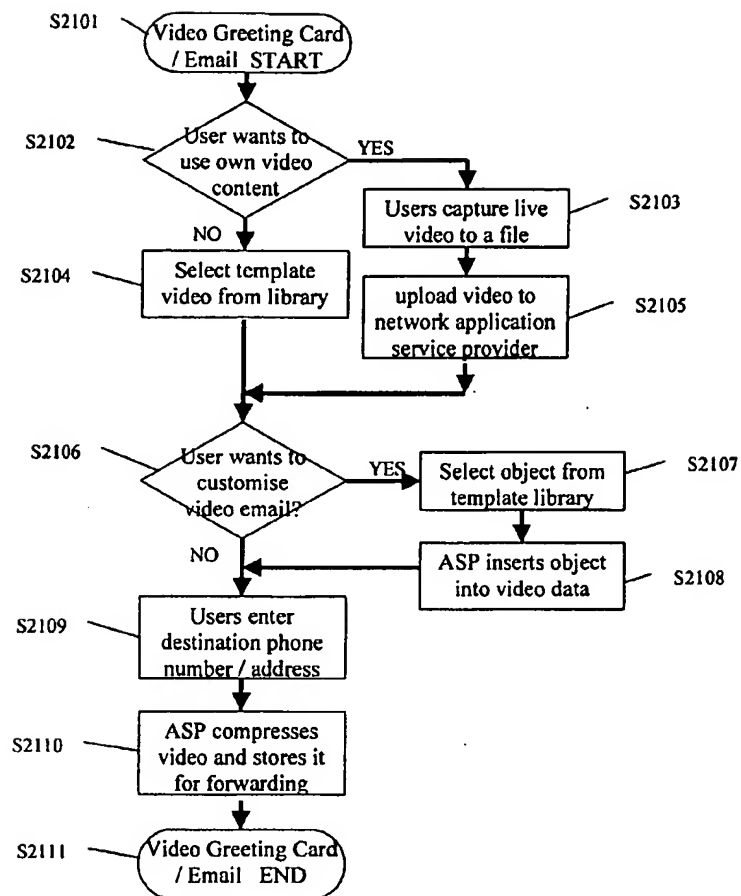 S2101
Video Greeting Card
/ Email START
S2102
User wants to
use own video
content
YES
NO
Users capture live
video to a file
S2103
S2104
Select template
video from library
upload video to
network application
service provider
S2105
S2106
User wants to
customise
video email?
YES
NO
Select object from
template library
S2107
ASP inserts object
into video data
S2108
S2109
Users enter
destination phone
number / address
S2110
ASP compresses
video and stores it
for forwarding
S2111
Video Greeting Card
/ Email END